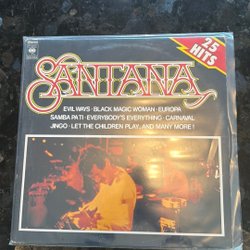 25
HITS
SANTANA
EVIL WAYS · BLACK MAGIC WOMAN · EUROPA
SAMBA PA TI · EVERYBODY'S EVERYTHING · CARNAVAL
JINGO · LET THE CHILDREN PLAY, AND MANY MORE!